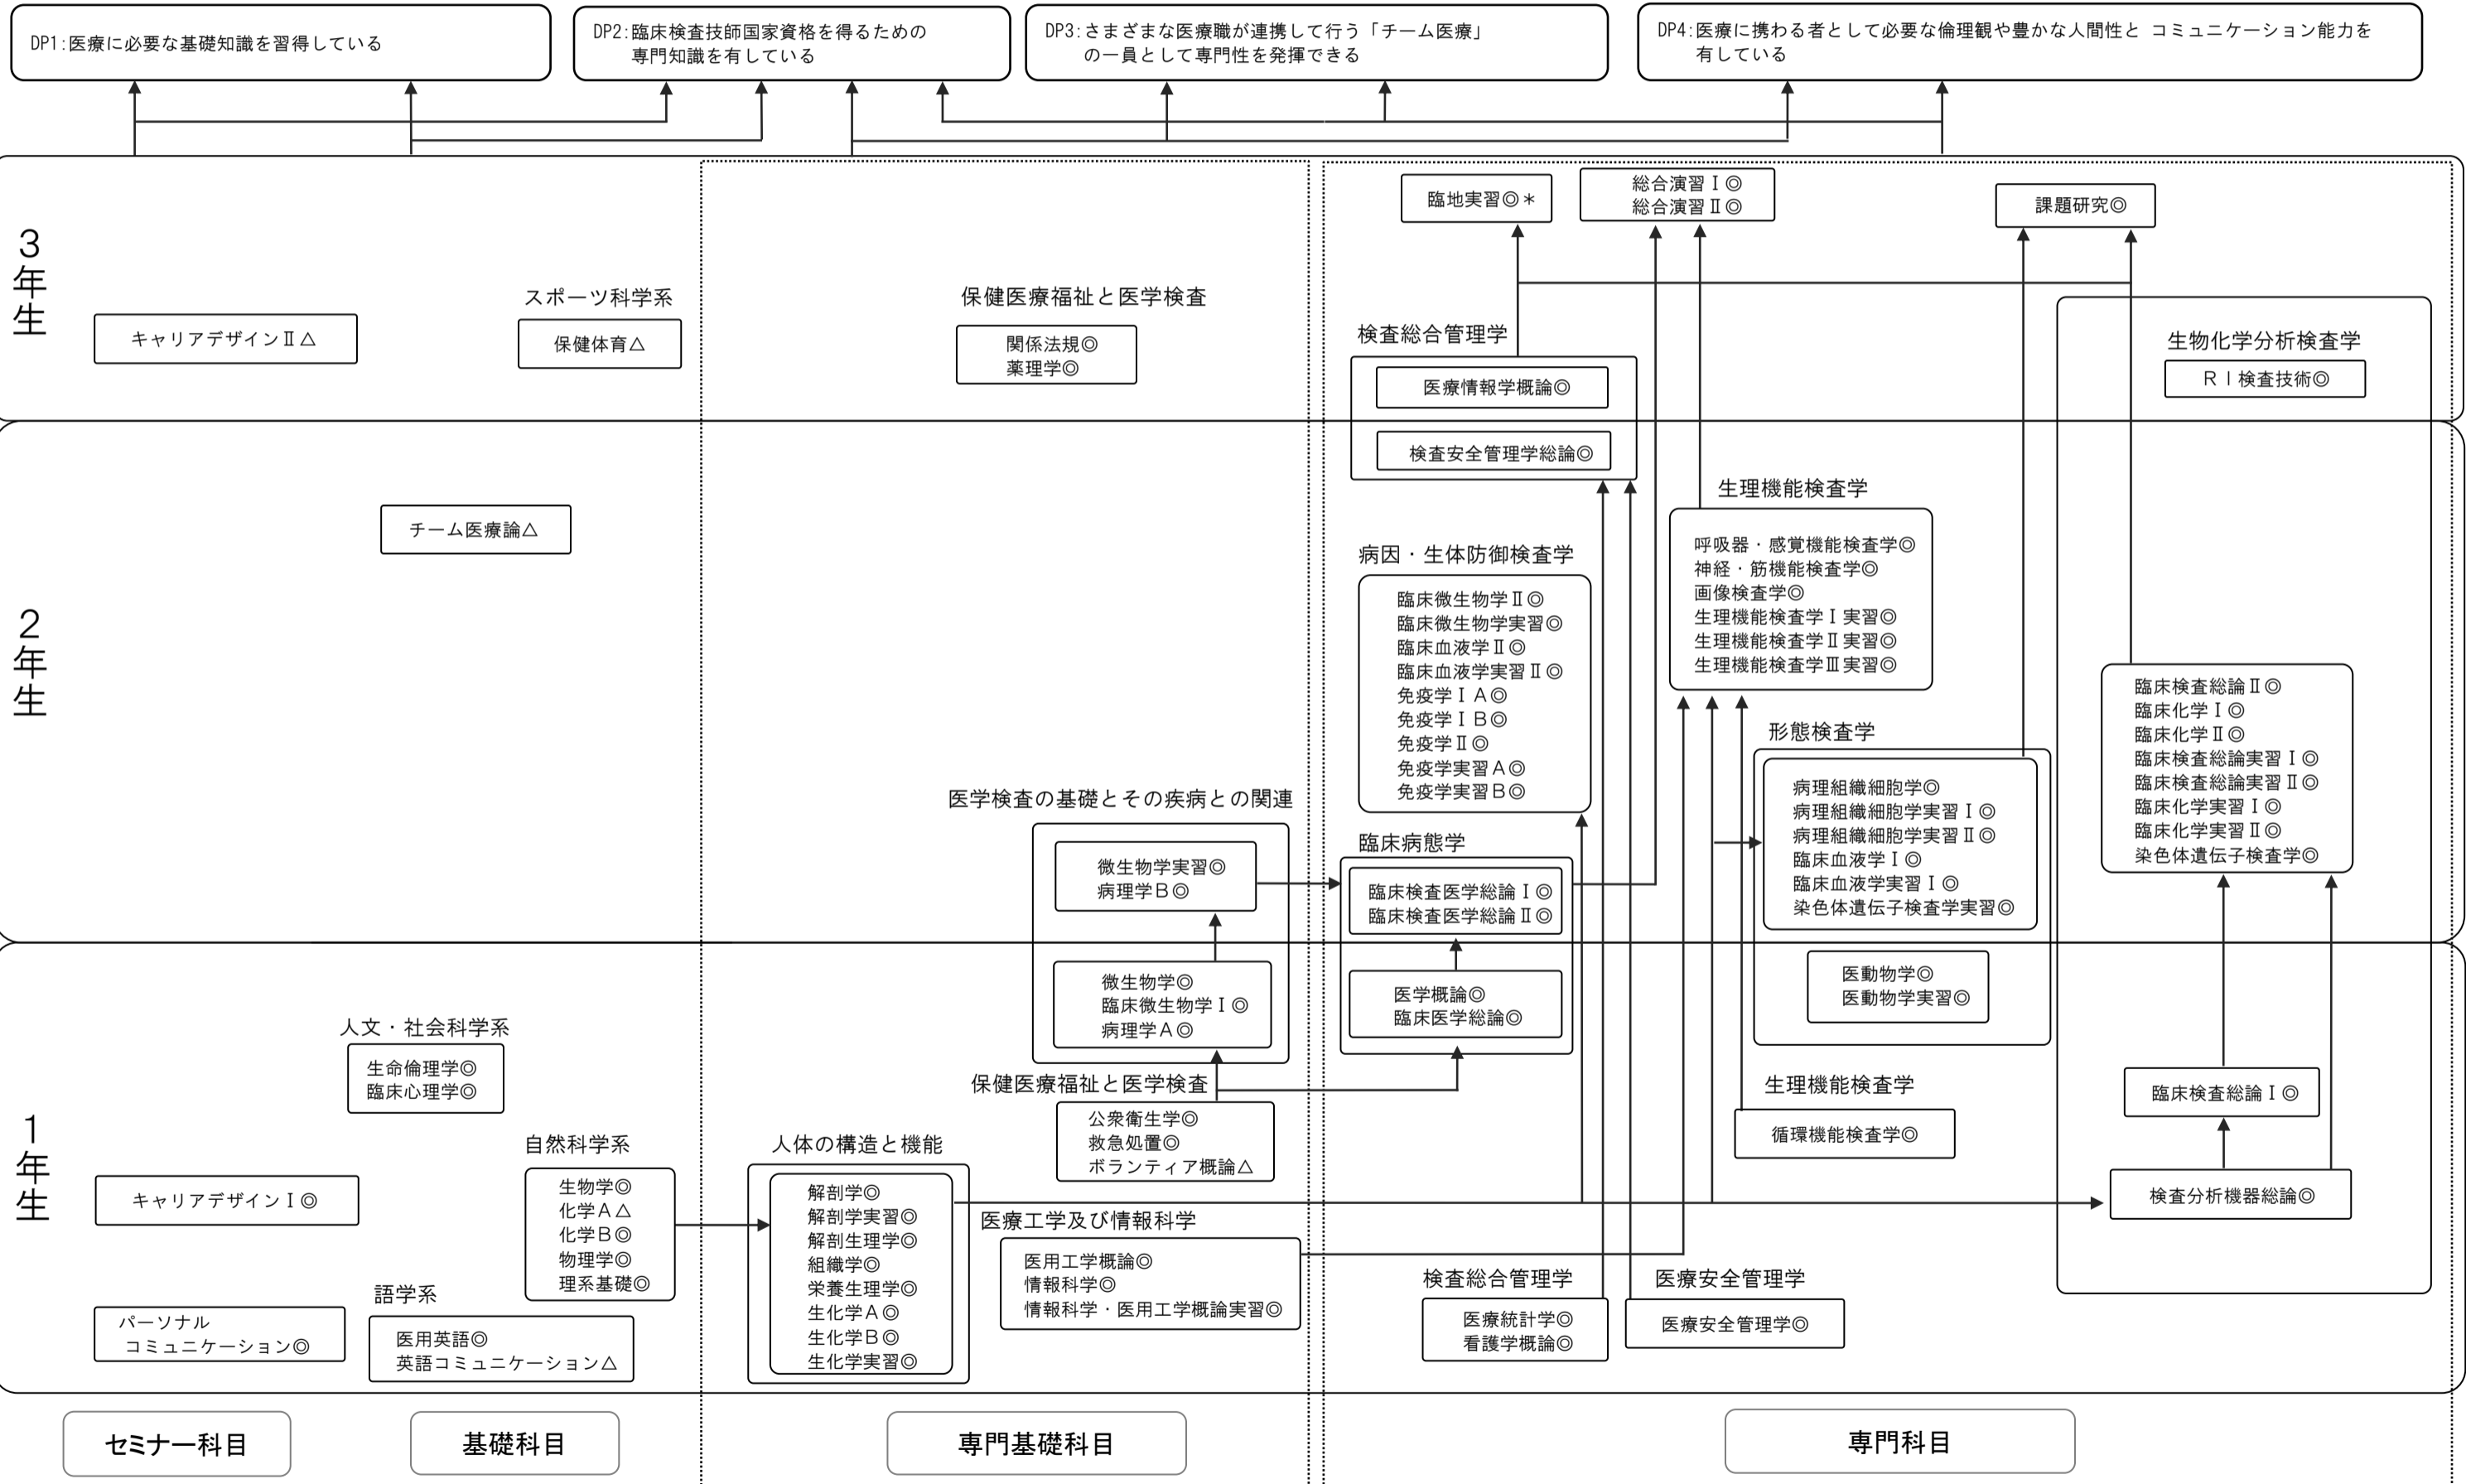 DP1:医療に必要な基礎知識を習得している
DP2:臨床検査技師国家資格を得るための
専門知識を有している
DP3:さまざまな医療職が連携して行う「チーム医療」
の一員として専門性を発揮できる
DP4:医療に携わる者として必要な倫理観や豊かな人間性と コミュニケーション能力を
有している
3年生
臨地実習◎*
総合演習Ⅰ◎
総合演習Ⅱ◎
課題研究◎
キャリアデザインⅡ△
スポーツ科学系
保健体育△
保健医療福祉と医学検査
関係法規◎
薬理学◎
検査総合管理学
医療情報学概論◎
検査安全管理学総論◎
生物化学分析検査学
RI検査技術◎
2年生
チーム医療論△
医学検査の基礎とその疾病との関連
微生物学実習◎
病理学B◎
病因・生体防御検査学
臨床微生物学Ⅱ◎
臨床微生物学実習◎
臨床血液学Ⅱ◎
臨床血液学実習Ⅱ◎
免疫学ⅠA◎
免疫学ⅠB◎
免疫学Ⅱ◎
免疫学実習A◎
免疫学実習B◎
臨床病態学
臨床検査医学総論Ⅰ◎
臨床検査医学総論Ⅱ◎
生理機能検査学
呼吸器・感覚機能検査学◎
神経・筋機能検査学◎
画像検査学◎
生理機能検査学Ⅰ実習◎
生理機能検査学Ⅱ実習◎
生理機能検査学Ⅲ実習◎
形態検査学
病理組織細胞学◎
病理組織細胞学実習Ⅰ◎
病理組織細胞学実習Ⅱ◎
臨床血液学Ⅰ◎
臨床血液学実習Ⅰ◎
染色体遺伝子検査学実習◎
臨床検査総論Ⅱ◎
臨床化学Ⅰ◎
臨床化学Ⅱ◎
臨床検査総論実習Ⅰ◎
臨床検査総論実習Ⅱ◎
臨床化学実習Ⅰ◎
臨床化学実習Ⅱ◎
染色体遺伝子検査学◎
1年生
キャリアデザインⅠ◎
パーソナル
コミュニケーション◎
人文・社会科学系
生命倫理学◎
臨床心理学◎
語学系
医用英語◎
英語コミュニケーション△
自然科学系
生物学◎
化学A△
化学B◎
物理学◎
理系基礎◎
人体の構造と機能
解剖学◎
解剖学実習◎
解剖生理学◎
組織学◎
栄養生理学◎
生化学A◎
生化学B◎
生化学実習◎
微生物学◎
臨床微生物学Ⅰ◎
病理学A◎
保健医療福祉と医学検査
公衆衛生学◎
救急処置◎
ボランティア概論△
医療工学及び情報科学
医用工学概論◎
情報科学◎
情報科学・医用工学概論実習◎
医学概論◎
臨床医学総論◎
検査総合管理学
医療統計学◎
看護学概論◎
医療安全管理学
医療安全管理学◎
医動物学◎
医動物学実習◎
生理機能検査学
循環機能検査学◎
臨床検査総論Ⅰ◎
検査分析機器総論◎
セミナー科目
基礎科目
専門基礎科目
専門科目